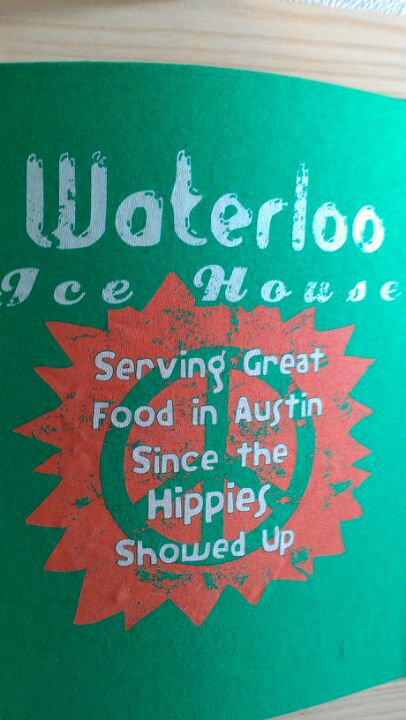 Waterloo
Ice House
Serving Great
Food in Austin
Since the
Hippies
Showed Up